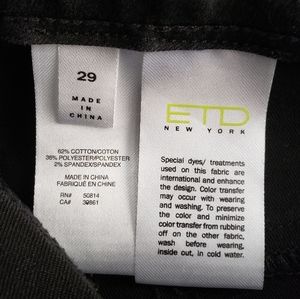 29
MADE
IN
CHINA
62% COTTON/COTON
36% POLYESTER/POLYESTER
2% SPANDEX/SPANDEX
MADE IN CHINA
FABRIQUÉ EN CHINE
RN# 50814
CA# 39861
ETD
NEW YORK
Special dyes/ treatments
used on this fabric are
international and enhance
the design. Color transfer
may occur with wearing
and washing. To preserve
the color and minimize
color transfer from rubbing
off on the other fabric,
wash before wearing,
inside out, in cold water.